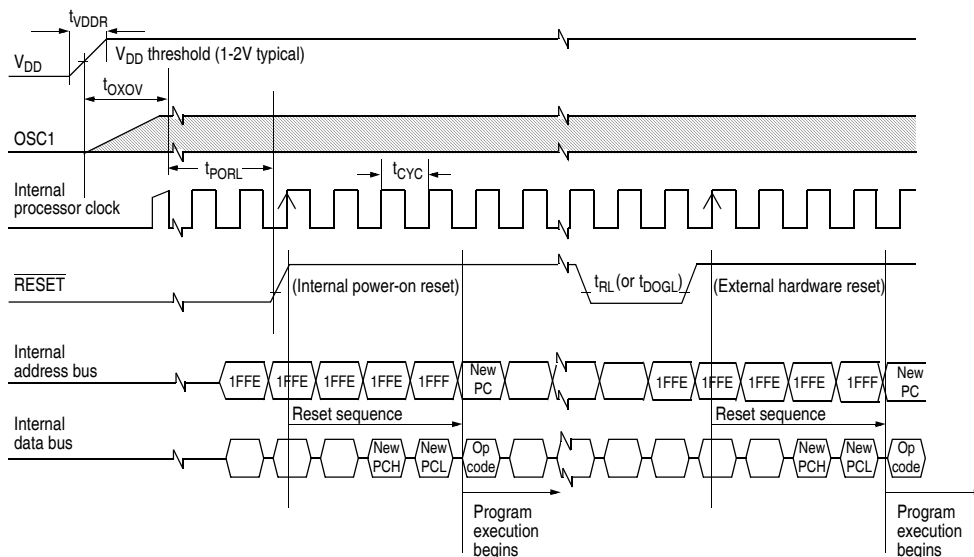 tVDDR
VDD
VDD threshold (1-2V typical)
tOXOV
OSC1
tPORL
tCYC
Internal
processor clock
RESET
(Internal power-on reset)
tRL (or tDOGL)
(External hardware reset)
Internal
address bus
1FFE 1FFE 1FFE 1FFE 1FFF New PC 1FFE 1FFE 1FFE 1FFE 1FFF New PC
Reset sequence Reset sequence
Internal
data bus
New PCH New PCL Op code New PCH New PCL Op code
Program
execution
begins
Program
execution
begins